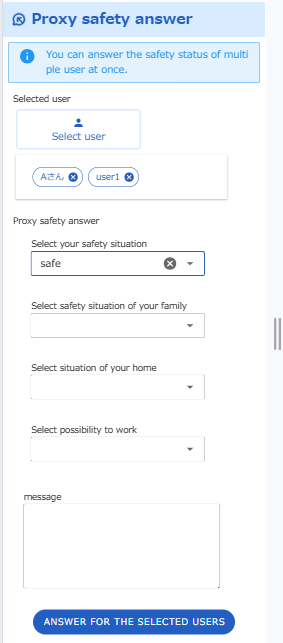 Proxy safety answer
You can answer the safety status of multi
ple user at once.
Selected user
Select user
Aさん user1
Proxy safety answer
Select your safety situation
safe
Select safety situation of your family
Select situation of your home
Select possibility to work
message
ANSWER FOR THE SELECTED USERS